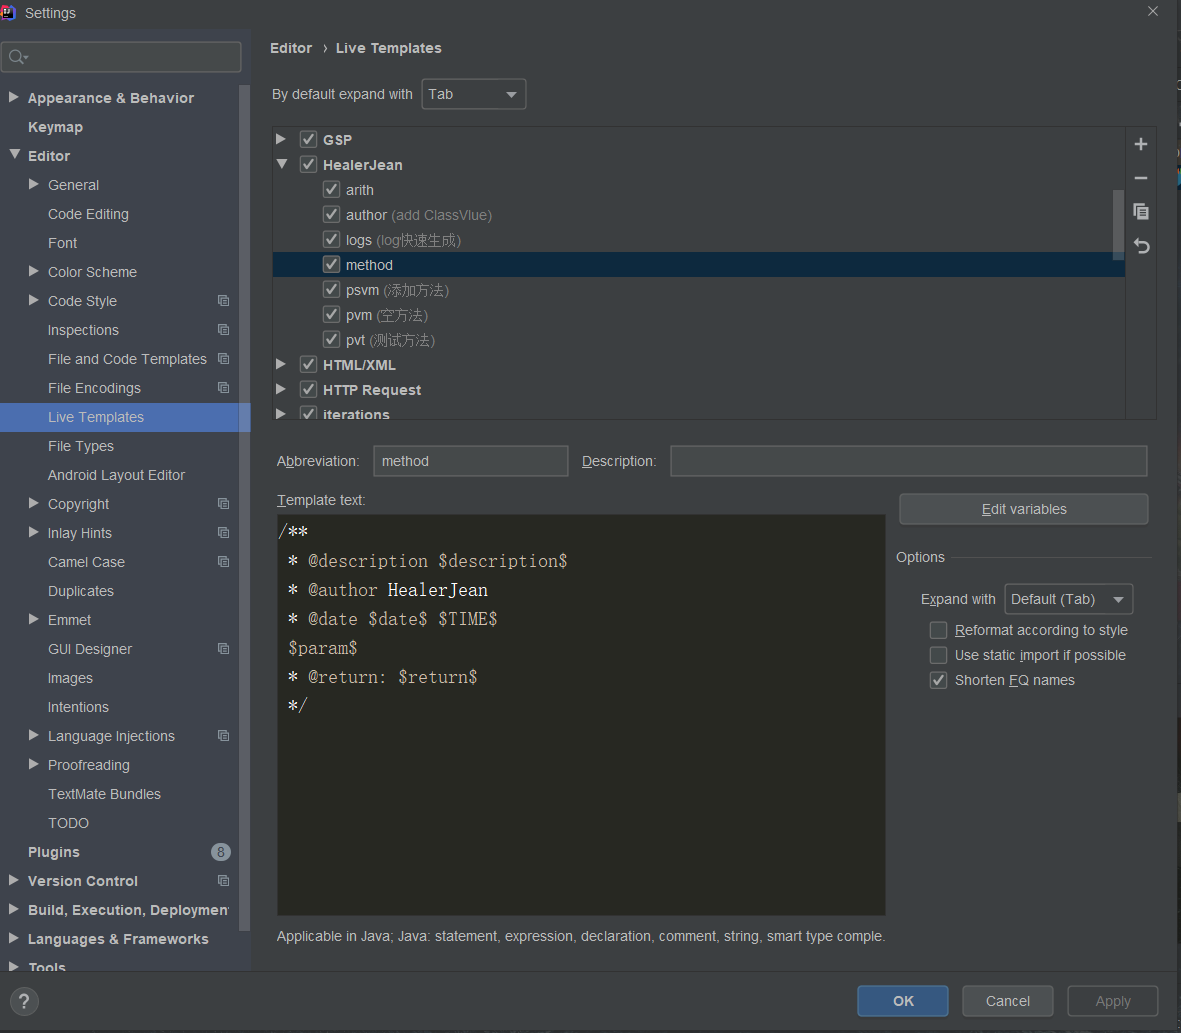 Settings
Editor › Live Templates
By default expand with Tab
Appearance & Behavior
Keymap
Editor
General
Code Editing
Font
Color Scheme
Code Style
Inspections
File and Code Templates
File Encodings
Live Templates
File Types
Android Layout Editor
Copyright
Inlay Hints
Camel Case
Duplicates
Emmet
GUI Designer
Images
Intentions
Language Injections
Proofreading
TextMate Bundles
TODO
Plugins 8
Version Control
Build, Execution, Deploymen
Languages & Frameworks
Tools
GSP
HealerJean
arith
author (add ClassVlue)
logs (log快速生成)
method
psvm (添加方法)
pvm (空方法)
pvt (测试方法)
HTML/XML
HTTP Request
iterations
Abbreviation: method Description:
Template text:
/**
* @description $description$
* @author HealerJean
* @date $date$ $TIME$
$param$
* @return: $return$
*/
Edit variables
Options
Expand with Default (Tab)
Reformat according to style
Use static import if possible
Shorten FQ names
Applicable in Java; Java: statement, expression, declaration, comment, string, smart type comple.
?
OK Cancel Apply